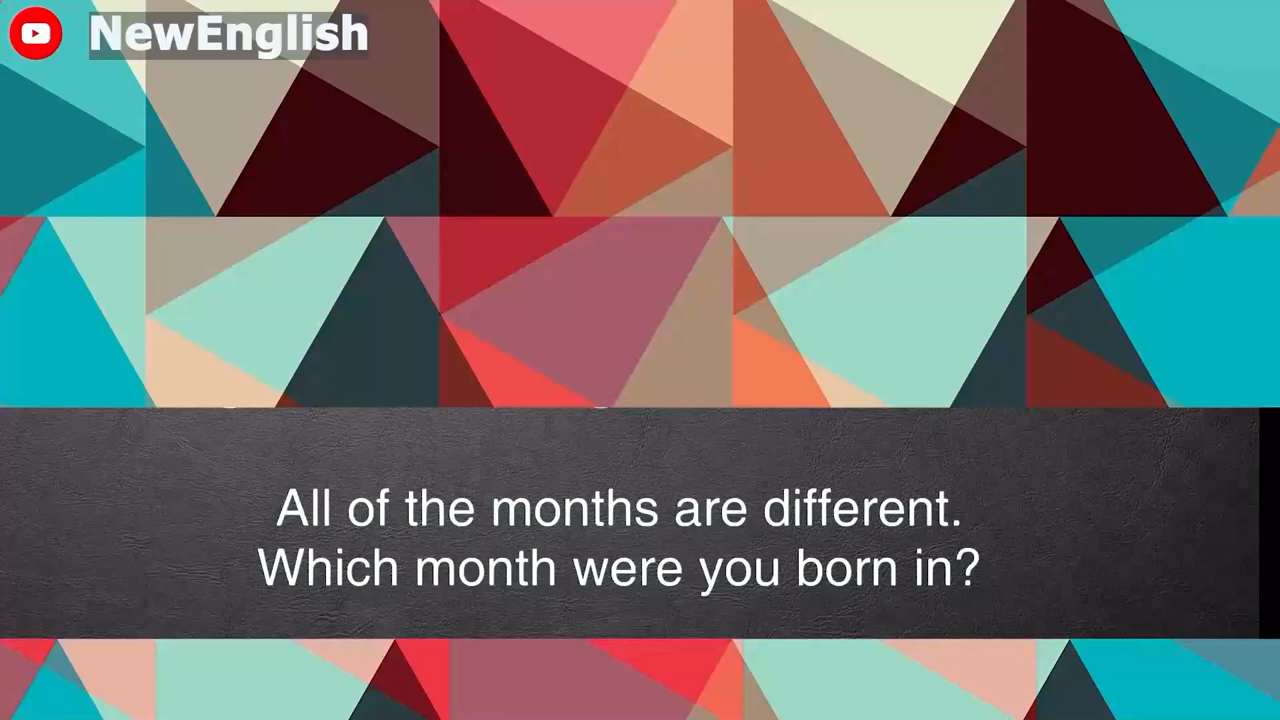 NewEnglish
All of the months are different.
Which month were you born in?